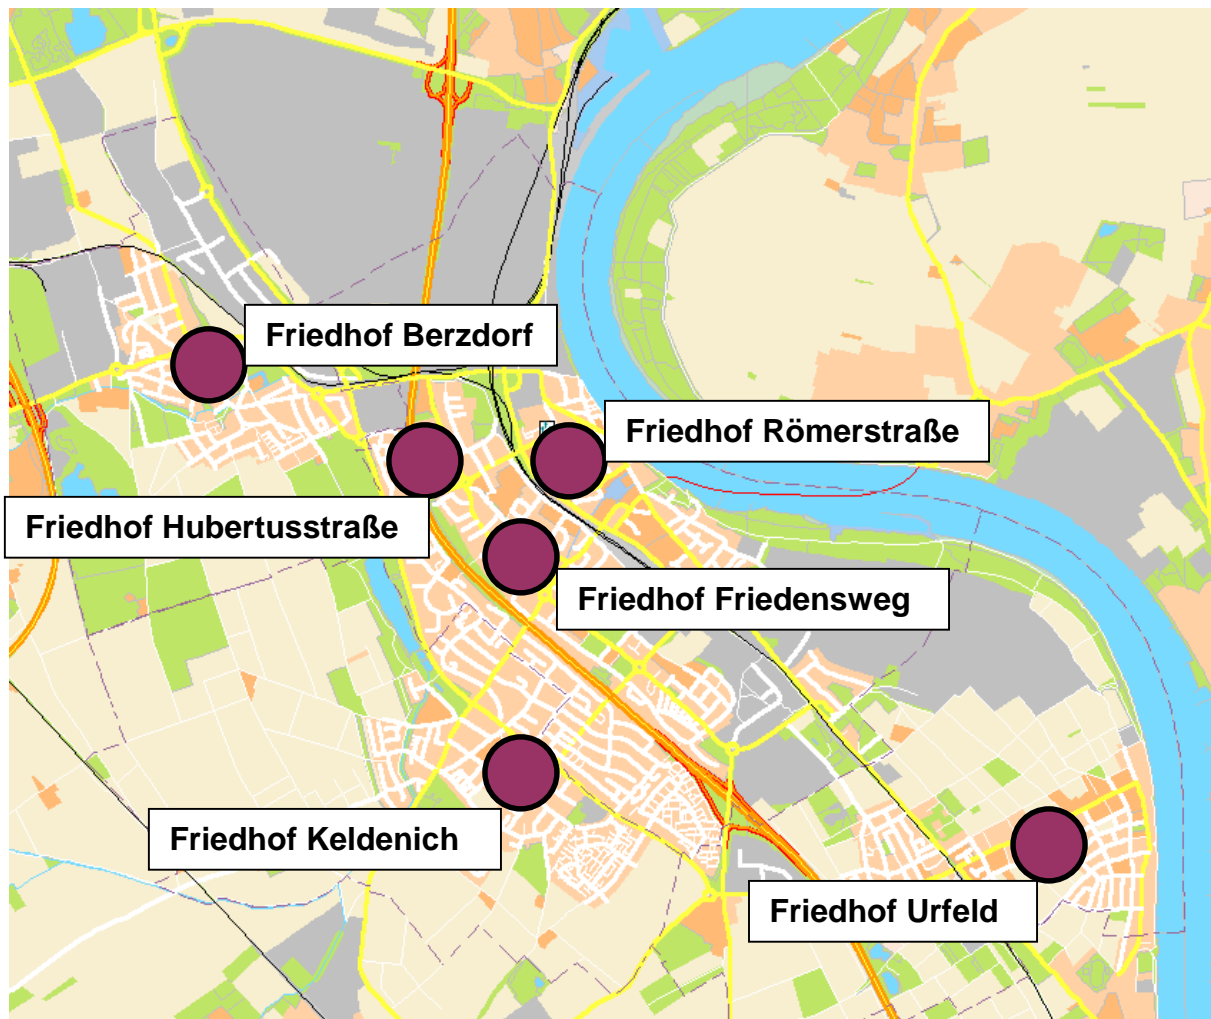 Friedhof Berzdorf
Friedhof Römerstraße
Friedhof Hubertusstraße
Friedhof Friedensweg
Friedhof Keldenich
Friedhof Urfeld